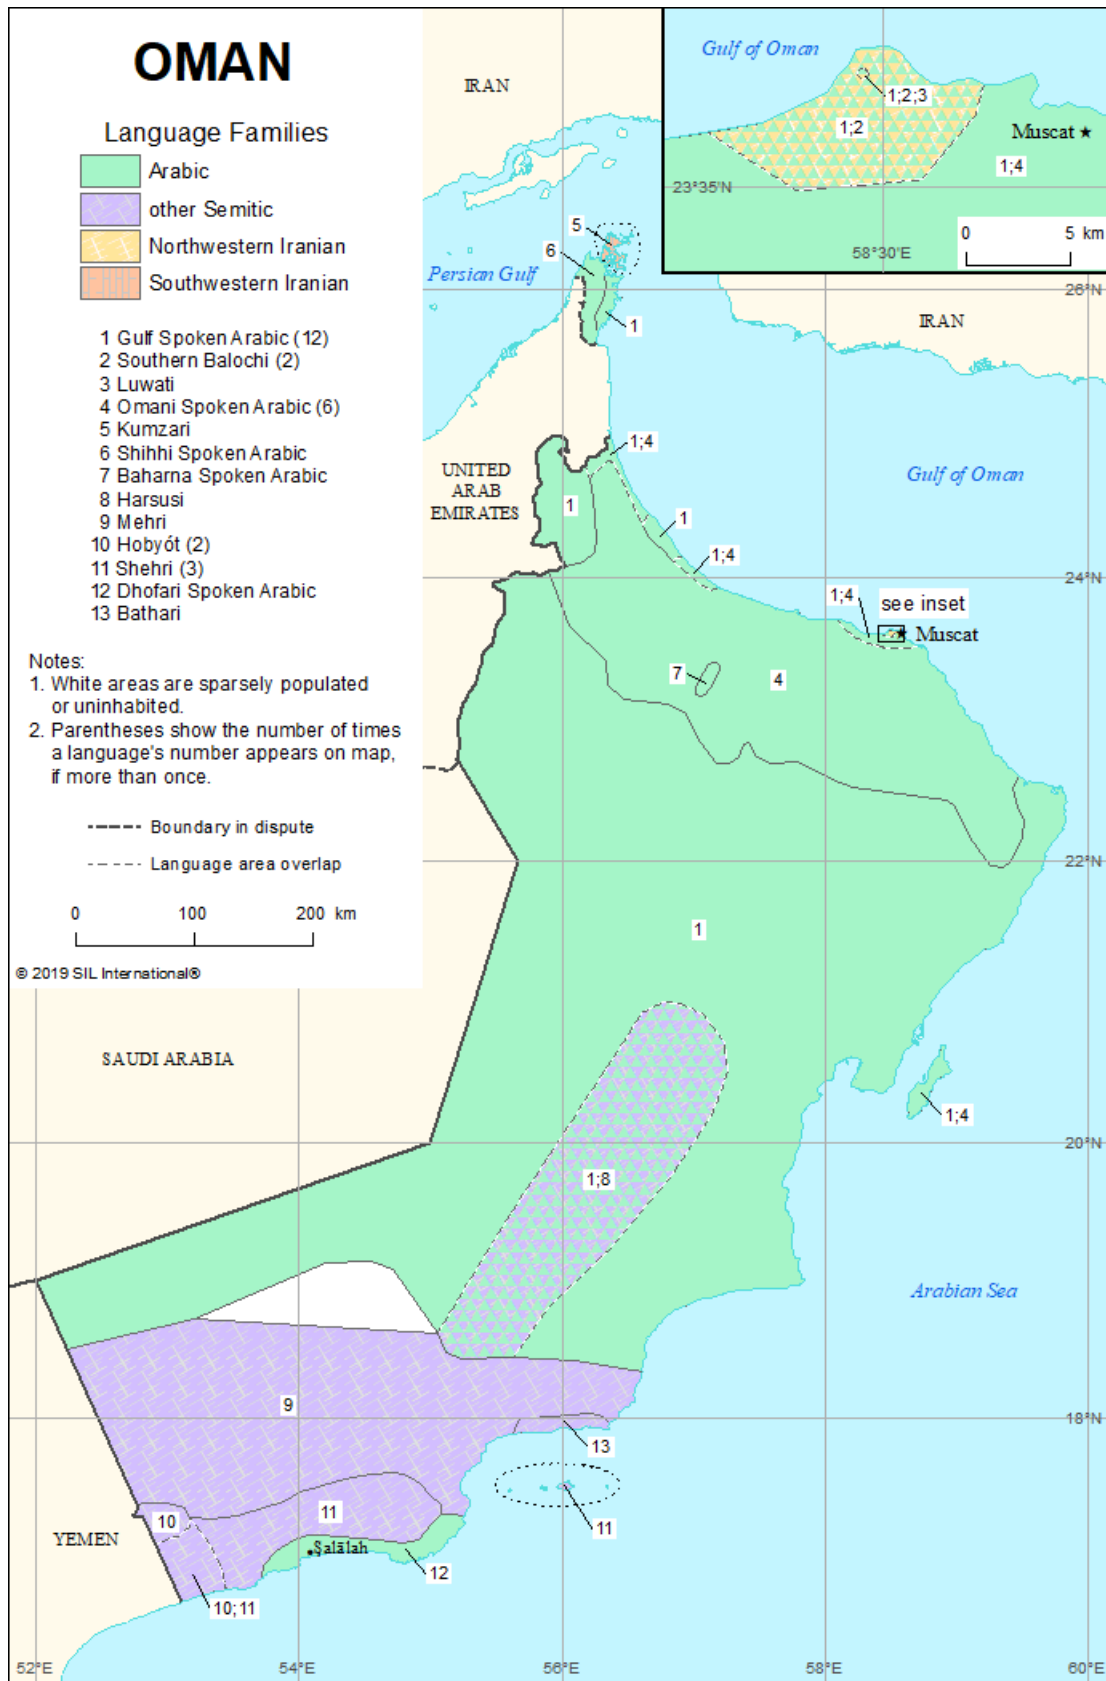 OMAN
Language Families
Arabic
other Semitic
Northwestern Iranian
Southwestern Iranian
1 Gulf Spoken Arabic (12)
2 Southern Balochi (2)
3 Luwati
4 Omani Spoken Arabic (6)
5 Kumzari
6 Shihhi Spoken Arabic
7 Baharna Spoken Arabic
8 Harsusi
9 Mehri
10 Hobyót (2)
11 Shehri (3)
12 Dhofari Spoken Arabic
13 Bathari
Notes:
1. White areas are sparsely populated
or uninhabited.
2. Parentheses show the number of times
a language's number appears on map,
if more than once.
Boundary in dispute
Language area overlap
0 100 200 km
© 2019 SIL International®
Gulf of Oman
1;2;3
1;2
Muscat
1;4
23°35'N
0 5 km
58°30'E
IRAN
5
6
Persian Gulf
26°N
1
IRAN
1;4
UNITED
ARAB
EMIRATES
Gulf of Oman
1
1
1;4
24°N
1;4
see inset
Muscat
7
4
22°N
1
SAUDI ARABIA
1;4
20°N
1;8
Arabian Sea
9
18°N
13
11
10
11
YEMEN
Şalālah
12
10;11
52°E
54°E
56°E
58°E
60°E